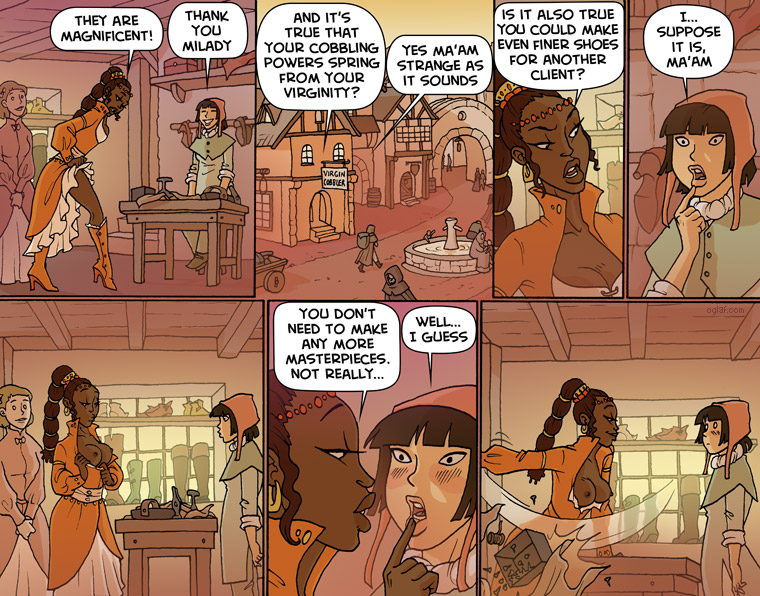 THEY ARE
MAGNIFICENT!
THANK
YOU
MILADY
AND IT'S
TRUE THAT
YOUR COBBLING
POWERS SPRING
FROM YOUR
VIRGINITY?
YES MA'AM
STRANGE AS
IT SOUNDS
VIRGIN
COBBLER
IS IT ALSO TRUE
YOU COULD MAKE
EVEN FINER SHOES
FOR ANOTHER
CLIENT?
I...
SUPPOSE
IT IS,
MA'AM
YOU DON'T
NEED TO MAKE
ANY MORE
MASTERPIECES.
NOT REALLY...
WELL...
I GUESS
oglaf.com